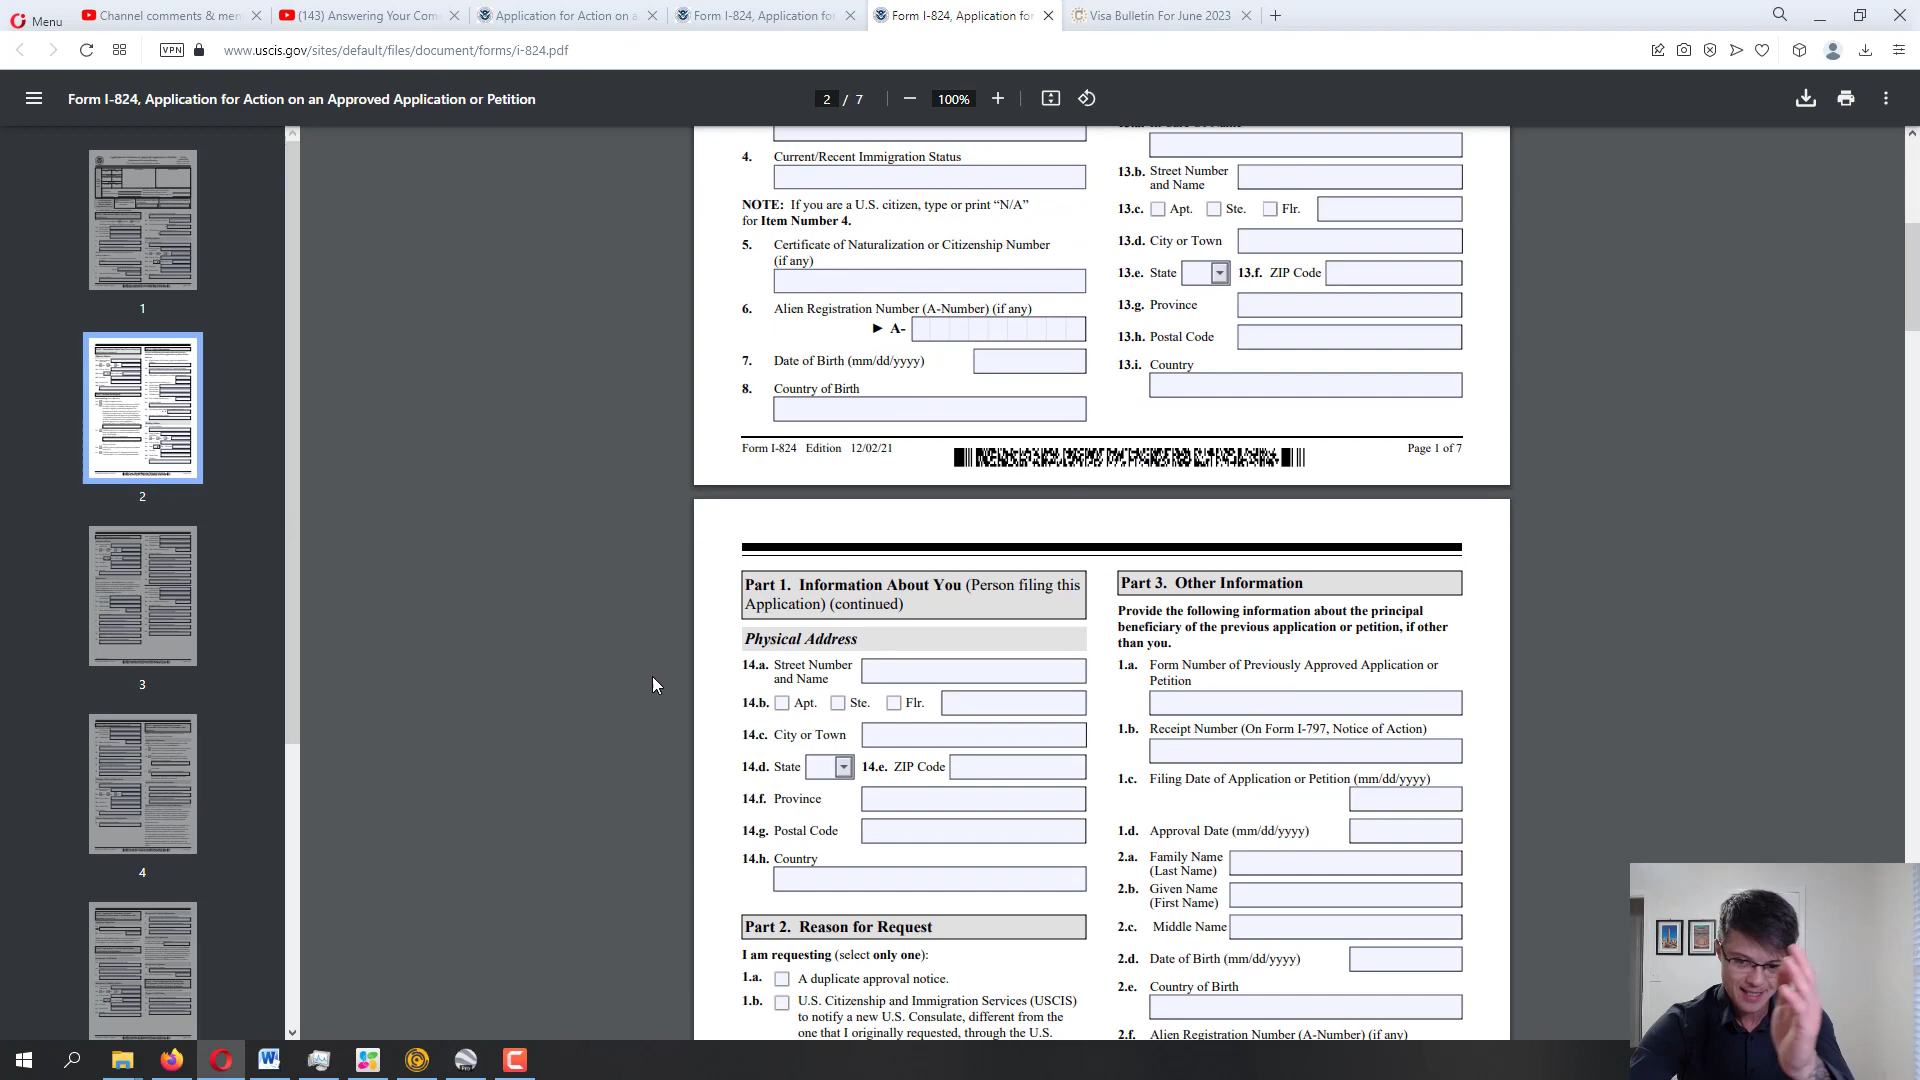 Menu
Channel comments & me
(143) Answering Your Com
Application for Action on a
Form I-824, Application fo
Form I-824, Application fo
Visa Bulletin For June 2023
VPN
www.uscis.gov/sites/default/files/document/forms/i-824.pdf
Form I-824, Application for Action on an Approved Application or Petition
2 / 7
100%
1
2
3
4
4. Current/Recent Immigration Status
NOTE: If you are a U.S. citizen, type or print “N/A”
for Item Number 4.
5. Certificate of Naturalization or Citizenship Number
(if any)
6. Alien Registration Number (A-Number) (if any)
► A-
7. Date of Birth (mm/dd/yyyy)
8. Country of Birth
13.b. Street Number
and Name
13.c. Apt. Ste. Flr.
13.d. City or Town
13.e. State 13.f. ZIP Code
13.g. Province
13.h. Postal Code
13.i. Country
Form I-824 Edition 12/02/21
Page 1 of 7
Part 1. Information About You (Person filing this
Application) (continued)
Physical Address
14.a. Street Number
and Name
14.b. Apt. Ste. Flr.
14.c. City or Town
14.d. State 14.e. ZIP Code
14.f. Province
14.g. Postal Code
14.h. Country
Part 2. Reason for Request
I am requesting (select only one):
1.a. A duplicate approval notice.
1.b. U.S. Citizenship and Immigration Services (USCIS)
to notify a new U.S. Consulate, different from the
one that I originally requested, through the U.S.
Part 3. Other Information
Provide the following information about the principal
beneficiary of the previous application or petition, if other
than you.
1.a. Form Number of Previously Approved Application or
Petition
1.b. Receipt Number (On Form I-797, Notice of Action)
1.c. Filing Date of Application or Petition (mm/dd/yyyy)
1.d. Approval Date (mm/dd/yyyy)
2.a. Family Name
(Last Name)
2.b. Given Name
(First Name)
2.c. Middle Name
2.d. Date of Birth (mm/dd/yyyy)
2.e. Country of Birth
2.f. Alien Registration Number (A-Number) (if any)